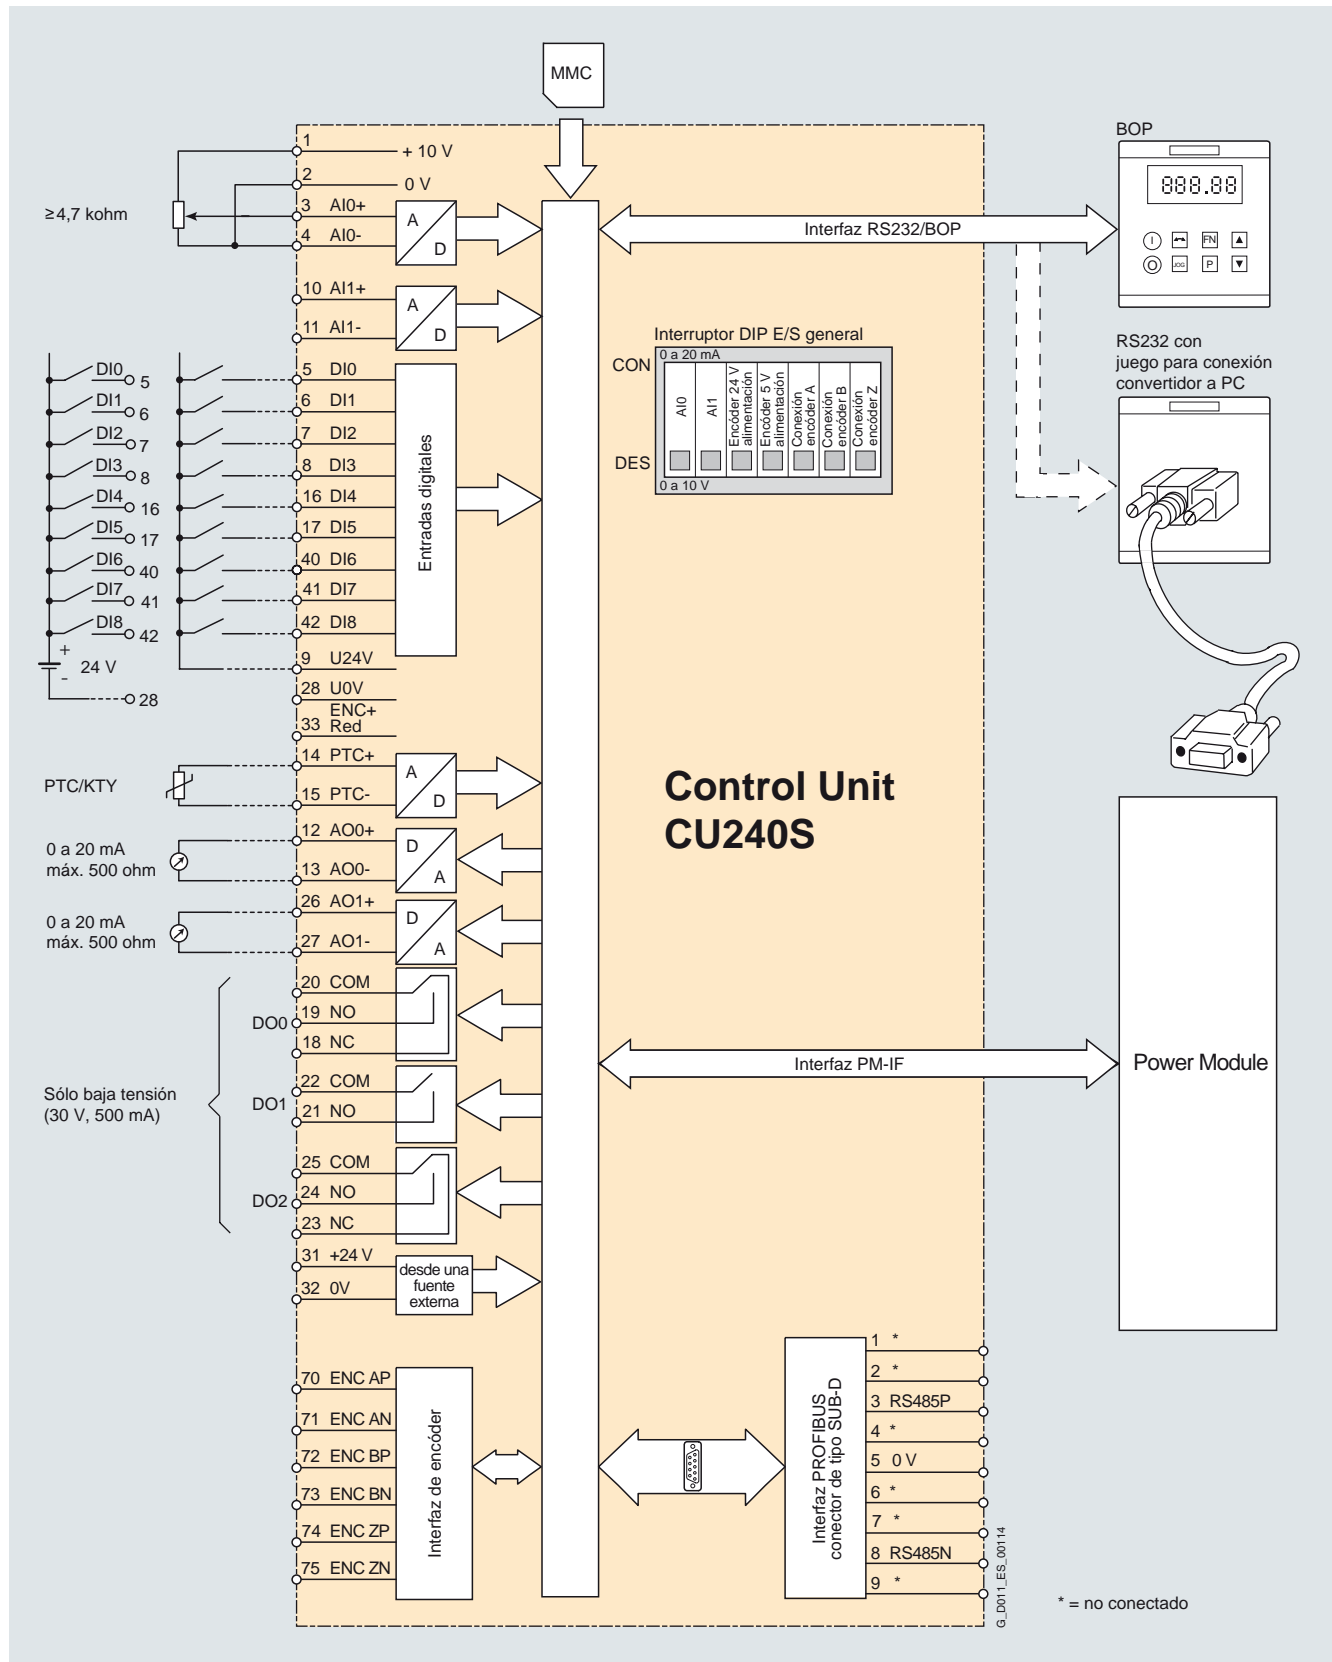 MMC
1
+ 10 V
2
0 V
≥4,7 kohm
3 AI0+
4 AI0-
A
D
10 AI1+
11 AI1-
A
D
DI0 5
DI1 6
DI2 7
DI3 8
DI4 16
DI5 17
DI6 40
DI7 41
DI8 42
+
24 V
-
28
5 DI0
6 DI1
7 DI2
8 DI3
16 DI4
17 DI5
40 DI6
41 DI7
42 DI8
Entradas digitales
9 U24V
28 U0V
ENC+
33 Red
PTC/KTY
14 PTC+
15 PTC-
A
D
0 a 20 mA
máx. 500 ohm
12 AO0+
13 AO0-
D
A
0 a 20 mA
máx. 500 ohm
26 AO1+
27 AO1-
D
A
Sólo baja tensión
(30 V, 500 mA)
DO0
20 COM
19 NO
18 NC
DO1
22 COM
21 NO
DO2
25 COM
24 NO
23 NC
31 +24 V
32 0V
desde una
fuente
externa
70 ENC AP
71 ENC AN
72 ENC BP
73 ENC BN
74 ENC ZP
75 ENC ZN
Interfaz de encóder
Interfaz RS232/BOP
Interruptor DIP E/S general
CON
DES
0 a 20 mA
AI0
AI1
Encóder 24 V
alimentación
Encóder 5 V
alimentación
Conexión
encóder A
Conexión
encóder B
Conexión
encóder Z
0 a 10 V
Control Unit
CU240S
Interfaz PM-IF
Interfaz PROFIBUS
conector de tipo SUB-D
1 *
2 *
3 RS485P
4 *
5 0 V
6 *
7 *
8 RS485N
9 *
BOP
888.88
I
FN
O
JOG
P
RS232 con
juego para conexión
convertidor a PC
Power Module
G_D011_ES_00114
* = no conectado